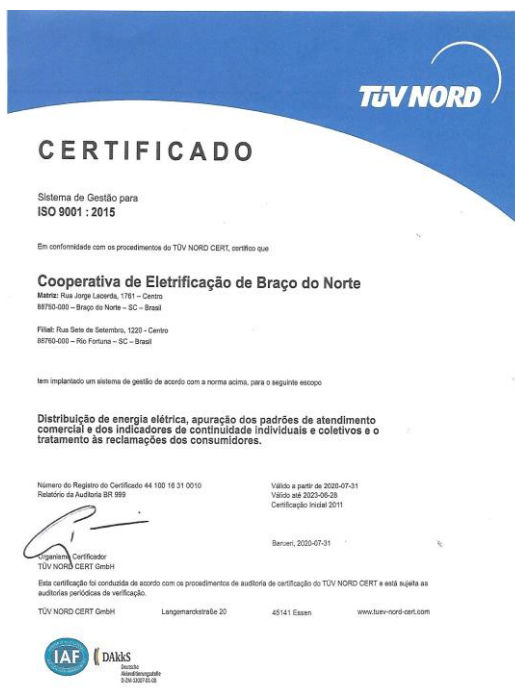 TÜV NORD
CERTIFICADO
Sistema de Gestão para
ISO 9001 : 2015
Em conformidade com os procedimentos do TÜV NORD CERT, certifico que
Cooperativa de Eletrificação de Braço do Norte
Matriz: Rua Jorge Lacerda, 1761 – Centro
88750-000 – Braço do Norte – SC – Brasil
Filial: Rua Sete de Setembro, 1220 - Centro
88760-000 – Rio Fortuna – SC – Brasil
tem implantado um sistema de gestão de acordo com a norma acima, para o seguinte escopo
Distribuição de energia elétrica, apuração dos padrões de atendimento
comercial e dos indicadores de continuidade individuais e coletivos e o
tratamento às reclamações dos consumidores.
Número do Registro do Certificado 44 100 16 31 0010
Relatório da Auditoria BR 999
Válido a partir de 2020-07-31
Válido até 2023-06-28
Certificação Inicial 2011
Barueri, 2020-07-31
Organismo Certificador
TÜV NORD CERT GmbH
Esta certificação foi conduzida de acordo com os procedimentos de auditoria de certificação do TÜV NORD CERT e está sujeita as
auditorias periódicas de verificação.
TÜV NORD CERT GmbH Langemarckstraße 20 45141 Essen www.tuev-nord-cert.com
IAF
DAkkS
Deutsche
Akkreditierungsstelle
D-ZM-12007-01-00